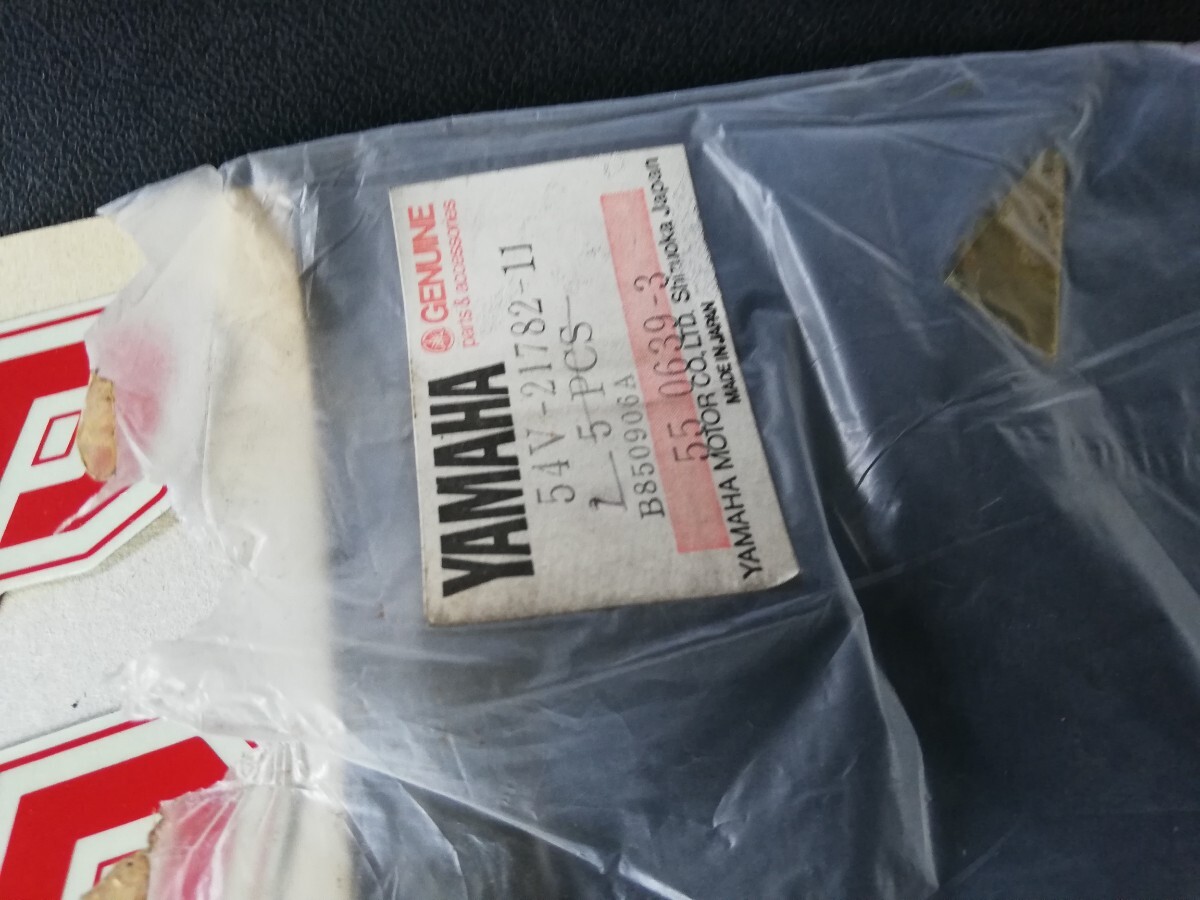 GENUINE
parts & accessories
YAMAHA
54V-21782-11
5 PCS
B850906A
55 0639-3
YAMAHA MOTOR CO., LTD. Shizuoka Japan
MADE IN JAPAN